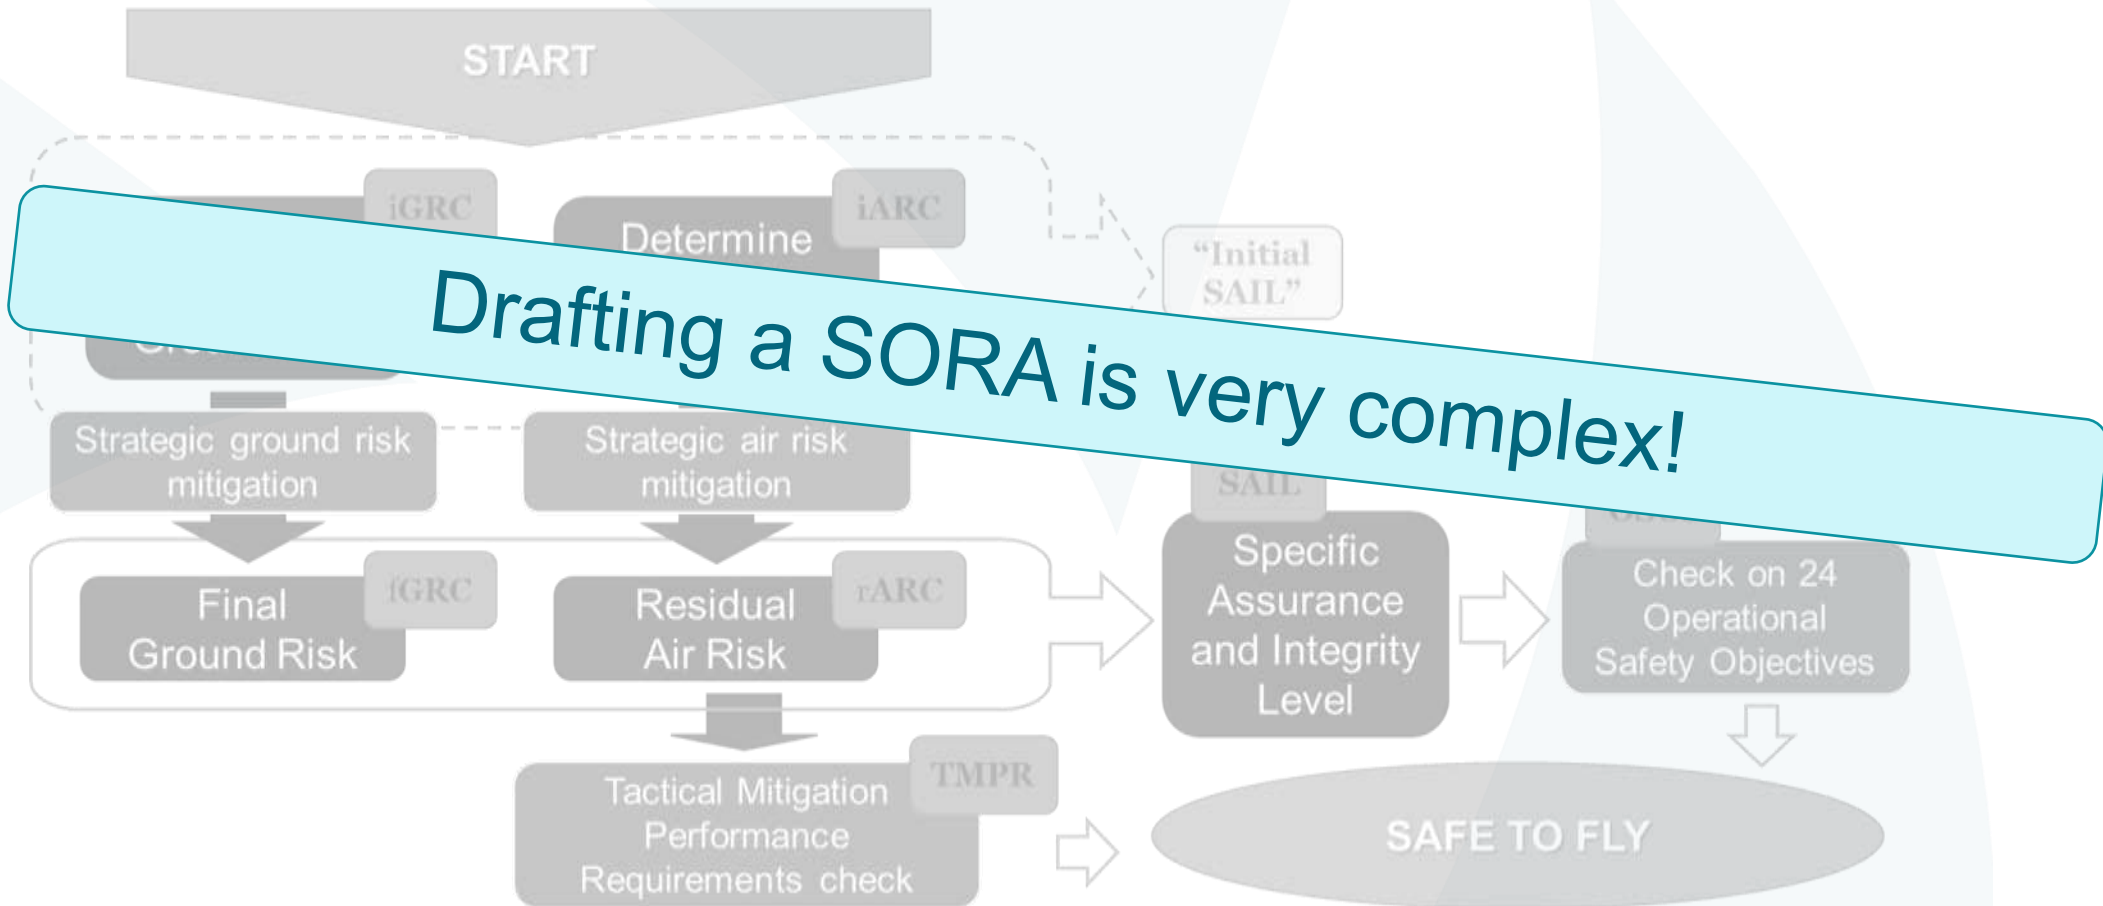 START
iGRC
iARC
Determine
"Initial
SAIL"
Drafting a SORA is very complex!
Strategic ground risk
mitigation
Strategic air risk
mitigation
SAIL
Final
Ground Risk
fGRC
Residual
Air Risk
rARC
Specific
Assurance
and Integrity
Level
Check on 24
Operational
Safety Objectives
Tactical Mitigation
Performance
Requirements check
TMPR
SAFE TO FLY